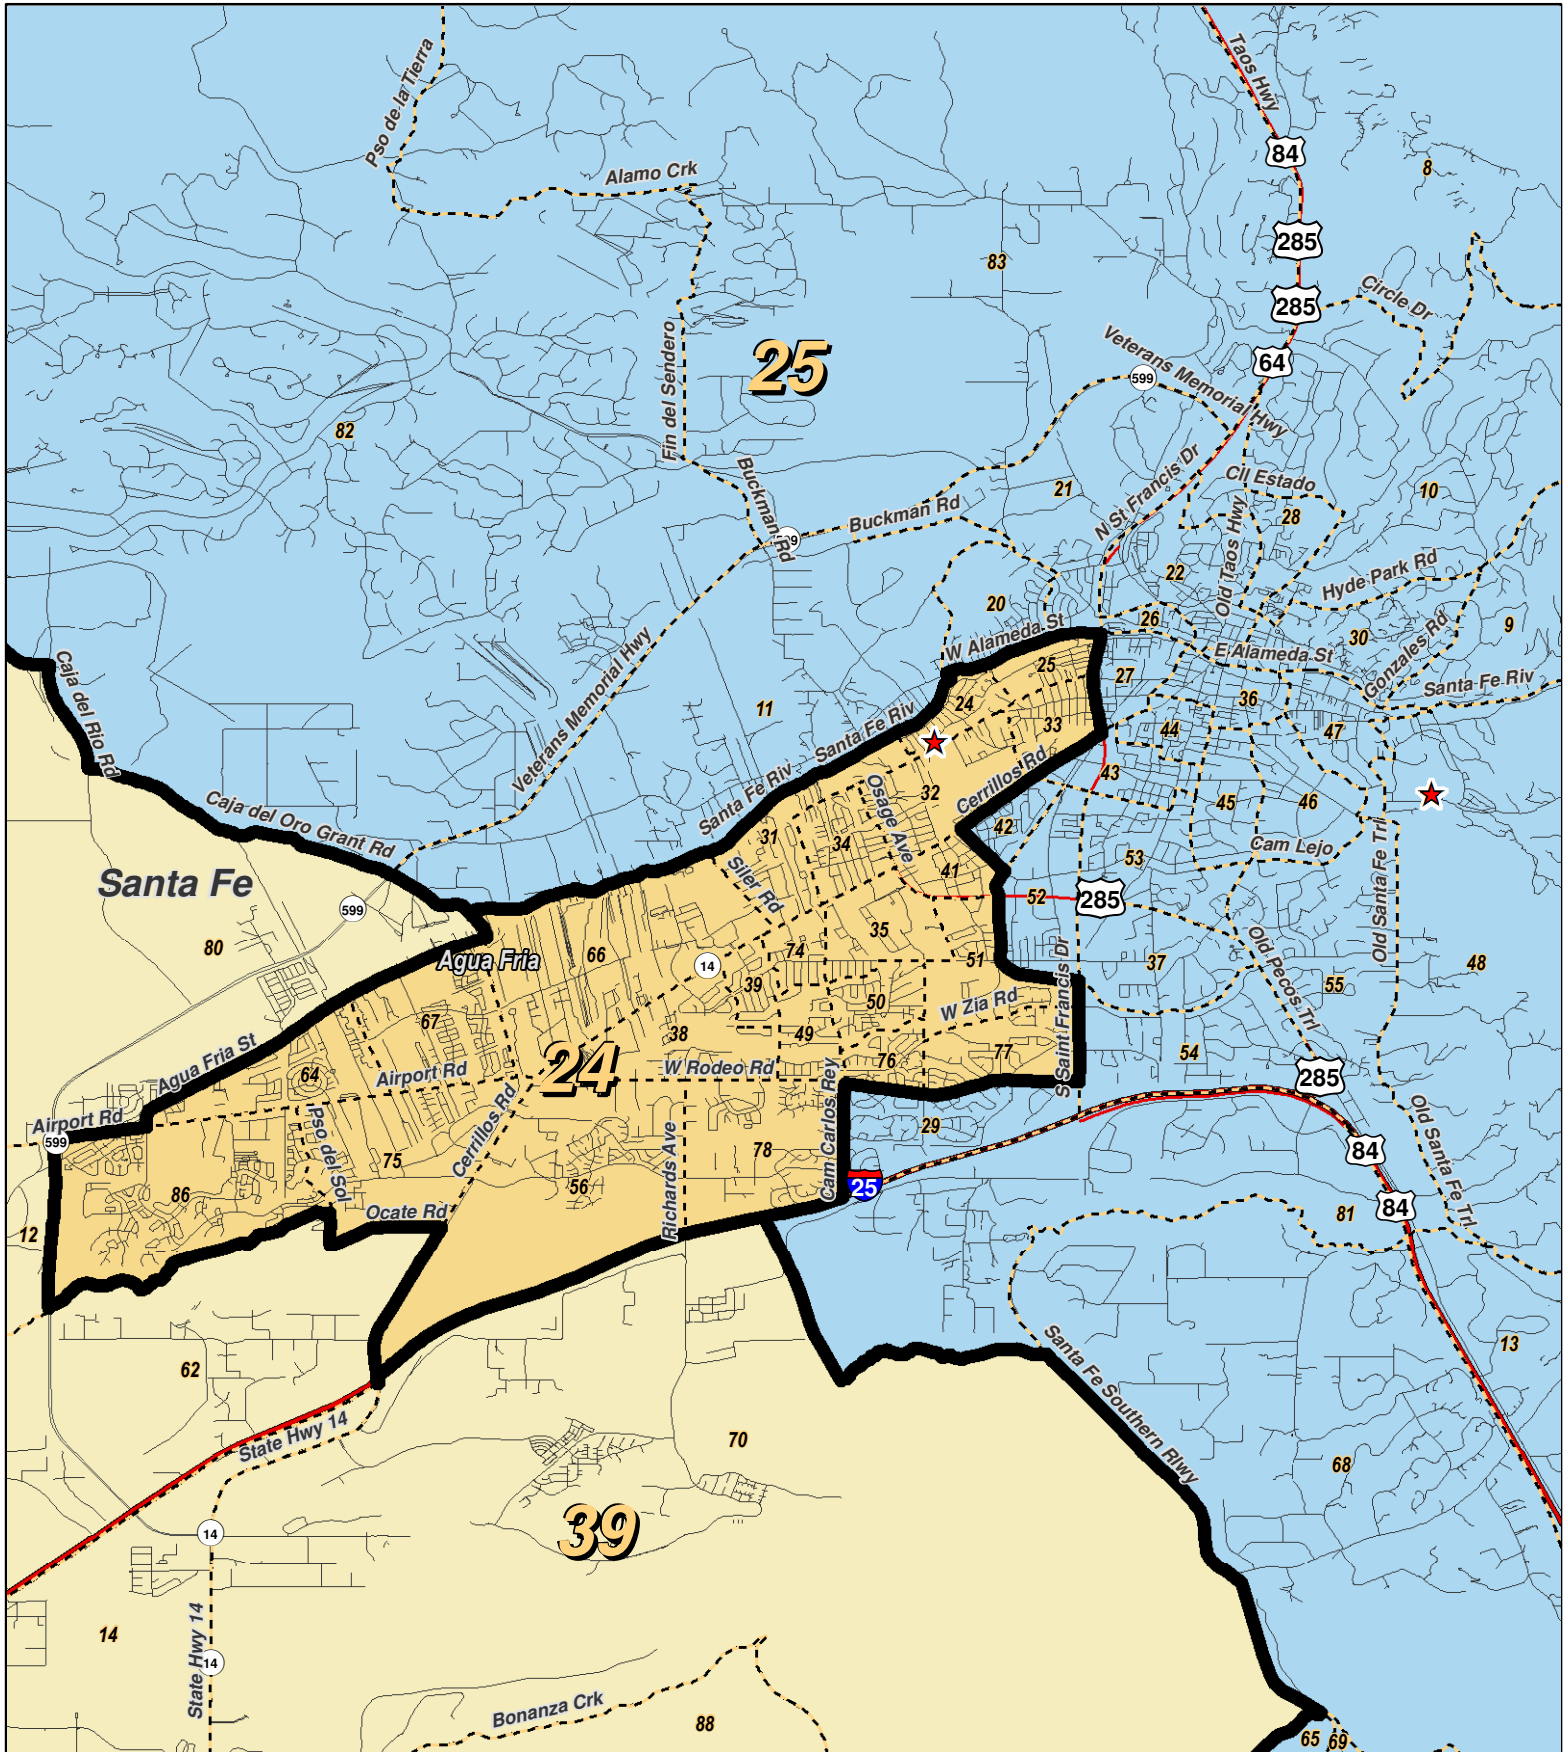 Taos Hwy
Pso de la Tierra
84
8
Alamo Crk
285
83
Circle Dr
285
Fin del Sendero
25
Veterans Memorial Hwy
64
599
82
Buckman Rd
N St Francis Dr
Cll Estado
21
10
Buckman Rd
28
Old Taos Hwy
22
Hyde Park Rd
20
26
W Alameda St
30
9
E Alameda St
Gonzales Rd
Caja del Rio Rd
Veterans Memorial Hwy
25
27
Santa Fe Riv
36
24
11
Santa Fe Riv
33
44
47
Santa Fe Riv
Cerrillos Rd
43
Osage Ave
32
45
46
Caja del Oro Grant Rd
42
31
34
Cam Lejo
53
Siler Rd
41
Old Santa Fe Trl
Santa Fe
52
285
599
35
80
Agua Fria
66
74
51
37
Old Pecos Trl
48
14
39
55
50
W Zia Rd
S Saint Francis Dr
67
38
49
54
Agua Fria St
64
Airport Rd
24
W Rodeo Rd
76
77
285
Airport Rd
Cam Carlos Rey
Old Santa Fe Trl
599
Pso del Sol
Cerrillos Rd
29
84
75
Richards Ave
78
25
86
56
84
Ocate Rd
81
12
Santa Fe Southern Rlwy
13
62
State Hwy 14
70
68
39
14
14
State Hwy 14
14
Bonanza Crk
88
65
69